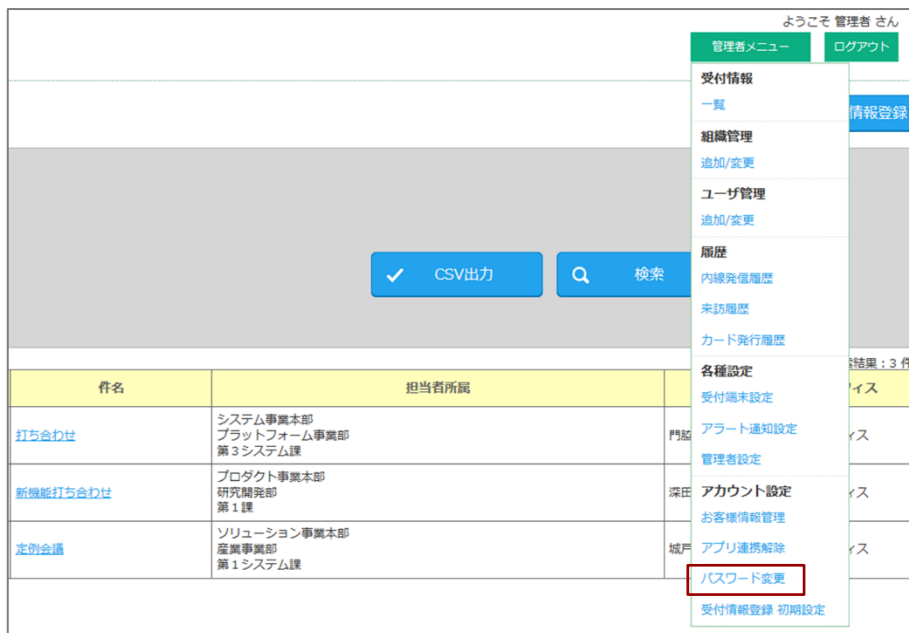 ようこそ 管理者 さん
管理者メニュー
ログアウト
受付情報
一覧
情報登録
組織管理
追加/変更
ユーザ管理
追加/変更
履歴
内線発信履歴
来訪履歴
カード発行履歴
各種設定
受付端末設定
アラート通知設定
管理者設定
アカウント設定
お客様情報管理
アプリ連携解除
パスワード変更
受付情報登録 初期設定
CSV出力
検索
結果：3 件
件名
担当者所属
ィス
打ち合わせ
システム事業本部
プラットフォーム事業部
第３システム課
門脇
ィス
新機能打ち合わせ
プロダクト事業本部
研究開発部
第１課
深田
ィス
定例会議
ソリューション事業本部
産業事業部
第１システム課
城戸
ィス